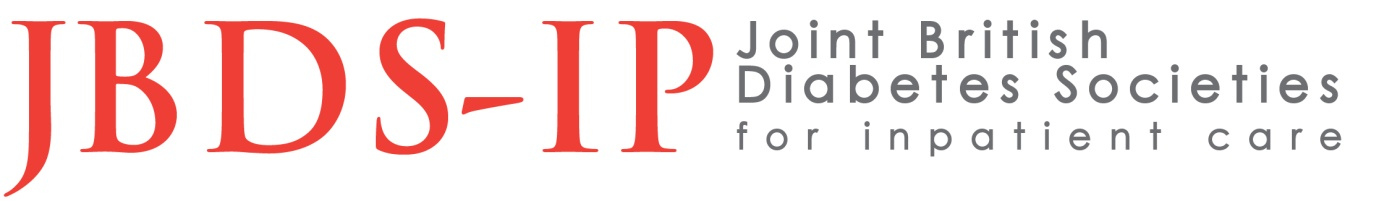 JBDS-IP
Joint British
Diabetes Societies
for inpatient care